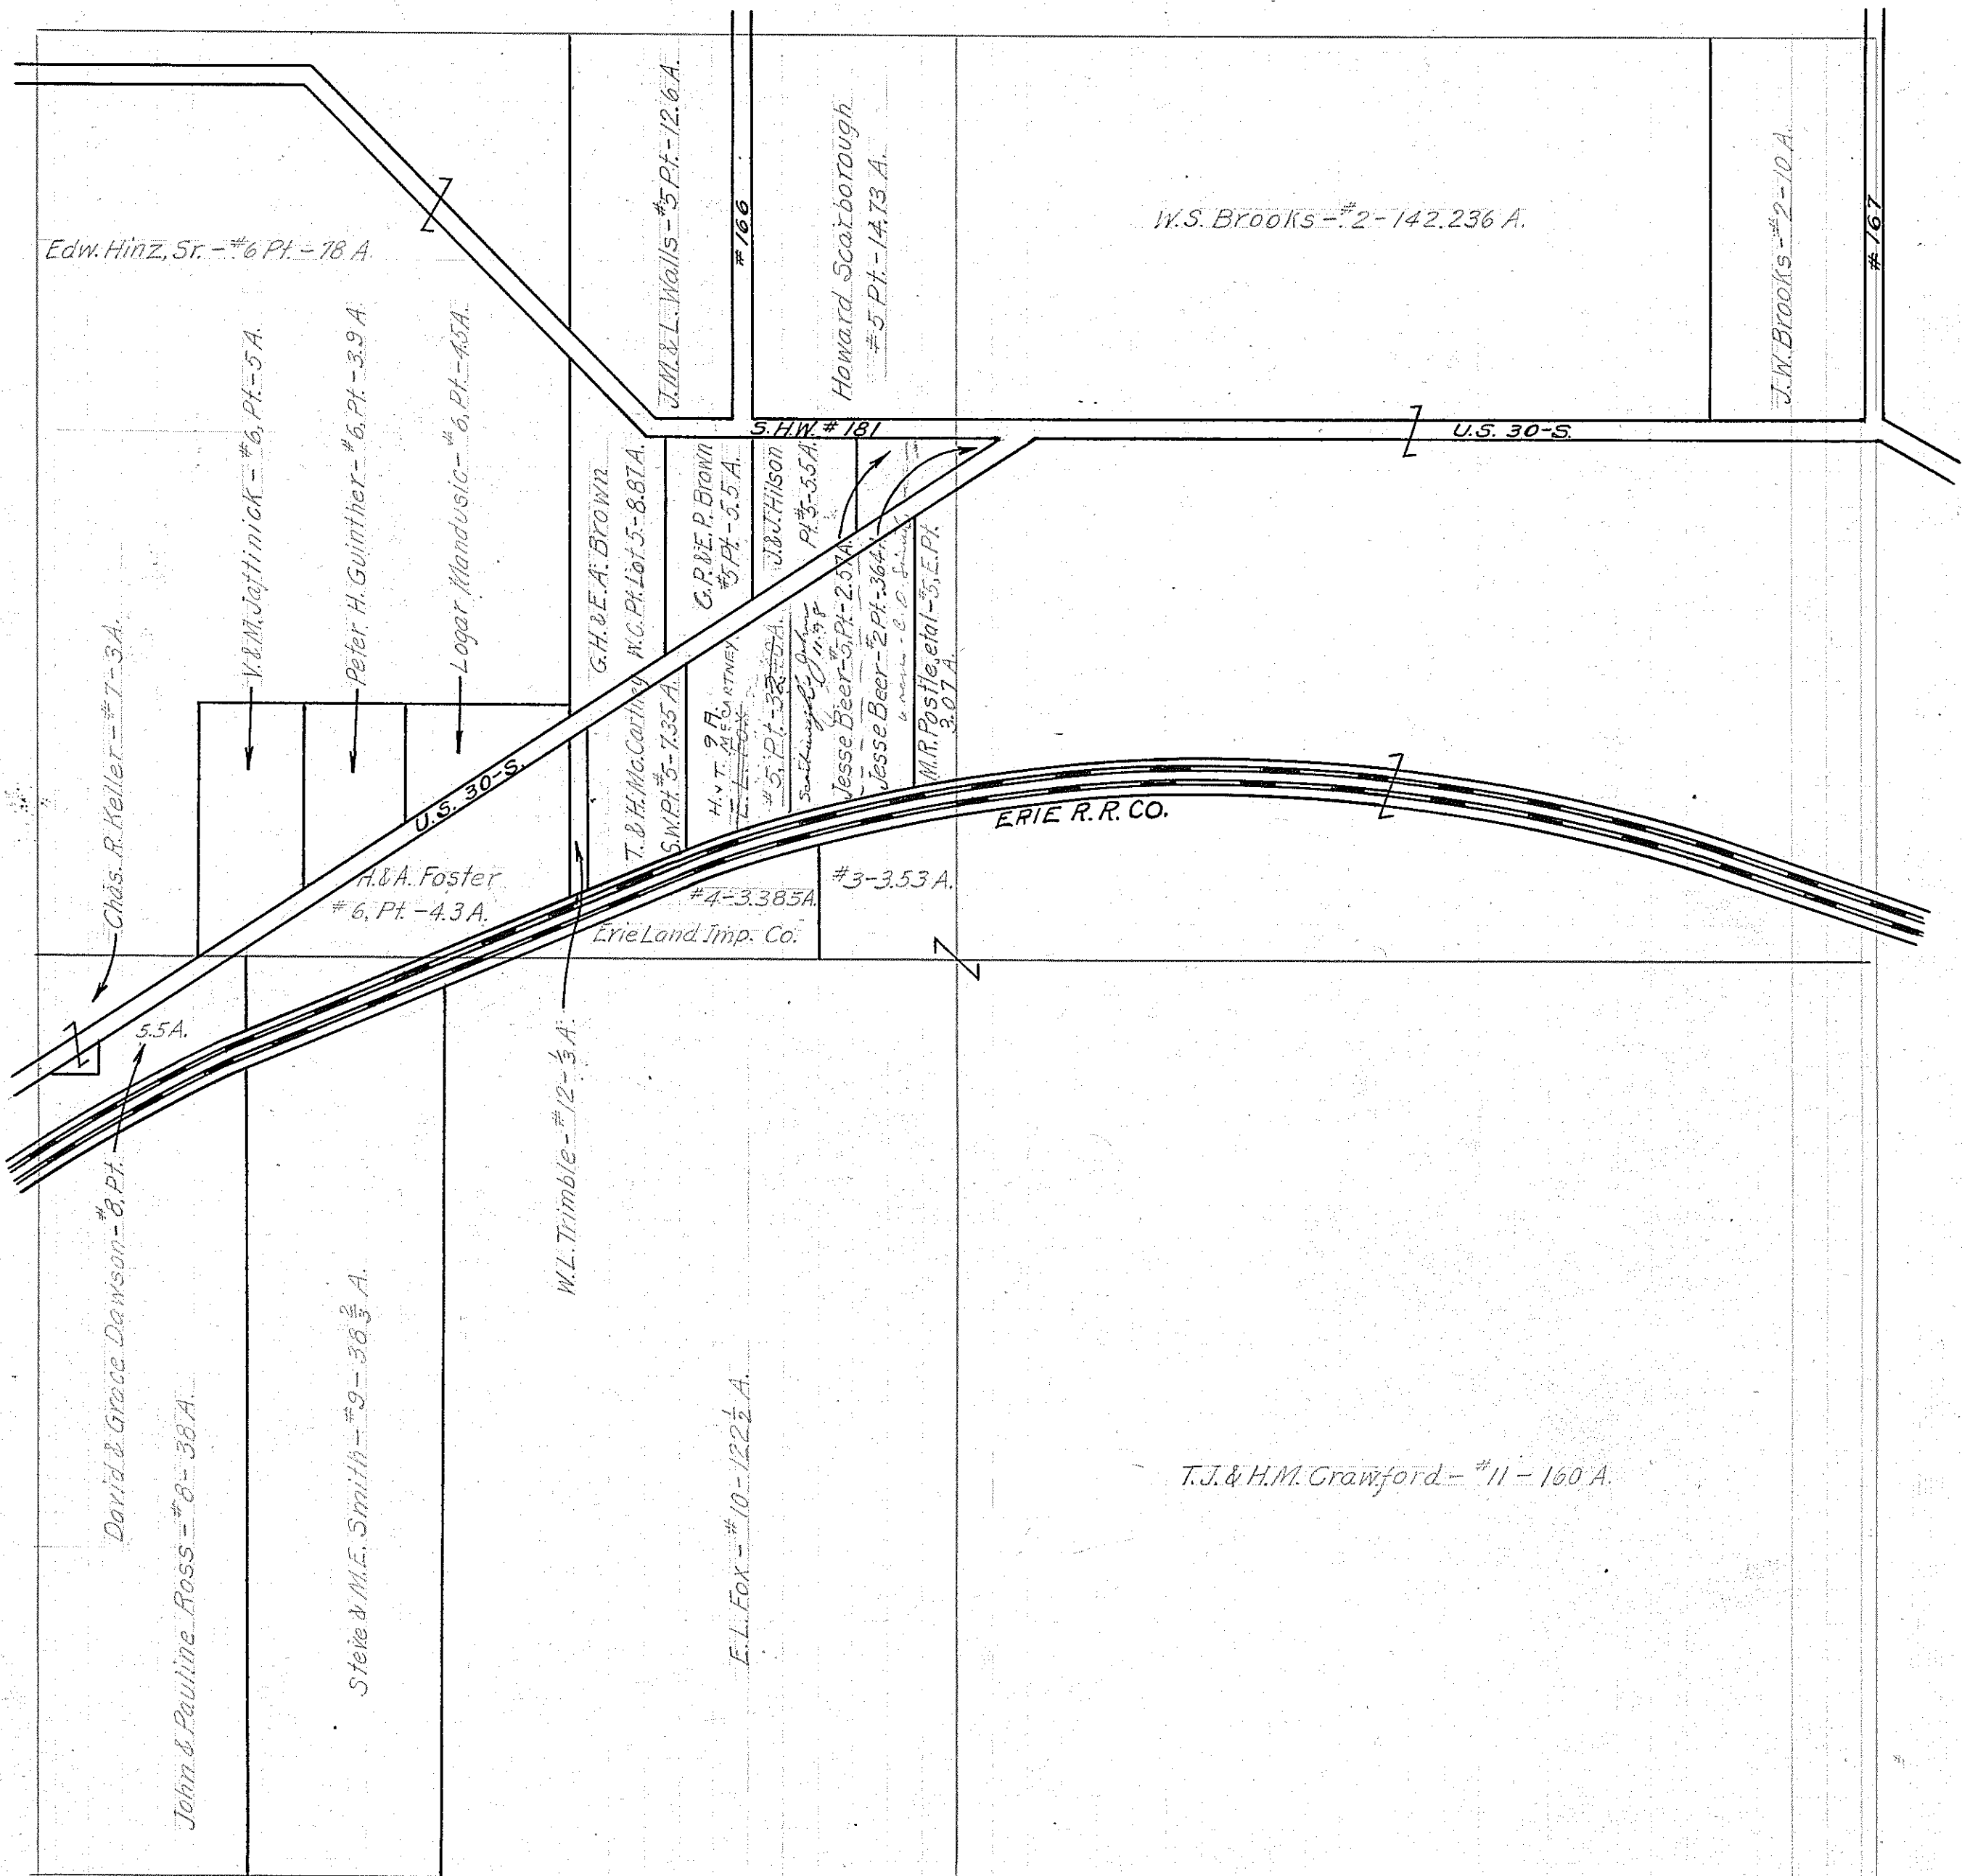 Edw. Hinz, Sr. - #6 Pt. - 78 A.
J.M. & L. Walls - #5 Pt. - 12.6 A.
#166
Howard Scarborough
#5 Pt. - 14.73 A.
W.S. Brooks - #2 - 142.236 A.
J.W. Brooks - #2 - 10 A.
#167
S.H.W. #181
U.S. 30-S.
V. & M. Jaftinick - #6, Pt. - 5 A.
Peter H. Guinther - #6, Pt. - 3.9 A.
Logar Mandusic - #6, Pt. - 4.5 A.
Chas. R. Keller - #7 - 3 A.
G.H. & E.A. Brown
W.C. Pt. Lot 5 - 8.87 A.
G.P. & E.P. Brown
#5 Pt. - 5.5 A.
J. & J. Hilson
Pt. #5 - 5.5 A.
T. & H. McCartney
S.W. Pt. #5 - 7.35 A.
H. & T. McCARTNEY
9 A.
#5, Pt. -
Jesse Beer - #5, Pt. - 2.57 A.
Jesse Beer - #2 Pt. - .364
M.R. Postle, etal - #5, E. Pt.
3.07 A.
U.S. 30-S.
H. & A. Foster
#6, Pt. - 4.3 A.
#4 - 3.385 A.
Erie Land Imp. Co.
#3 - 3.53 A.
ERIE R.R. CO.
5.5 A.
W.L. Trimble - #12 - 1/3 A.
David & Grace Dawson - #8, Pt.
John & Pauline Ross - #8 - 38 A.
Steve & M.E. Smith - #9 - 38 2/3 A.
E.L. Fox - #10 - 122 1/2 A.
T.J. & H.M. Crawford - #11 - 160 A.